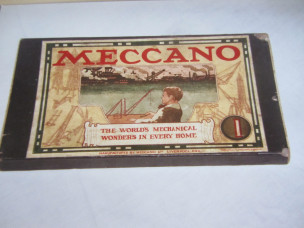 MECCANO
THE WORLD'S MECHANICAL
WONDERS IN EVERY HOME.
1